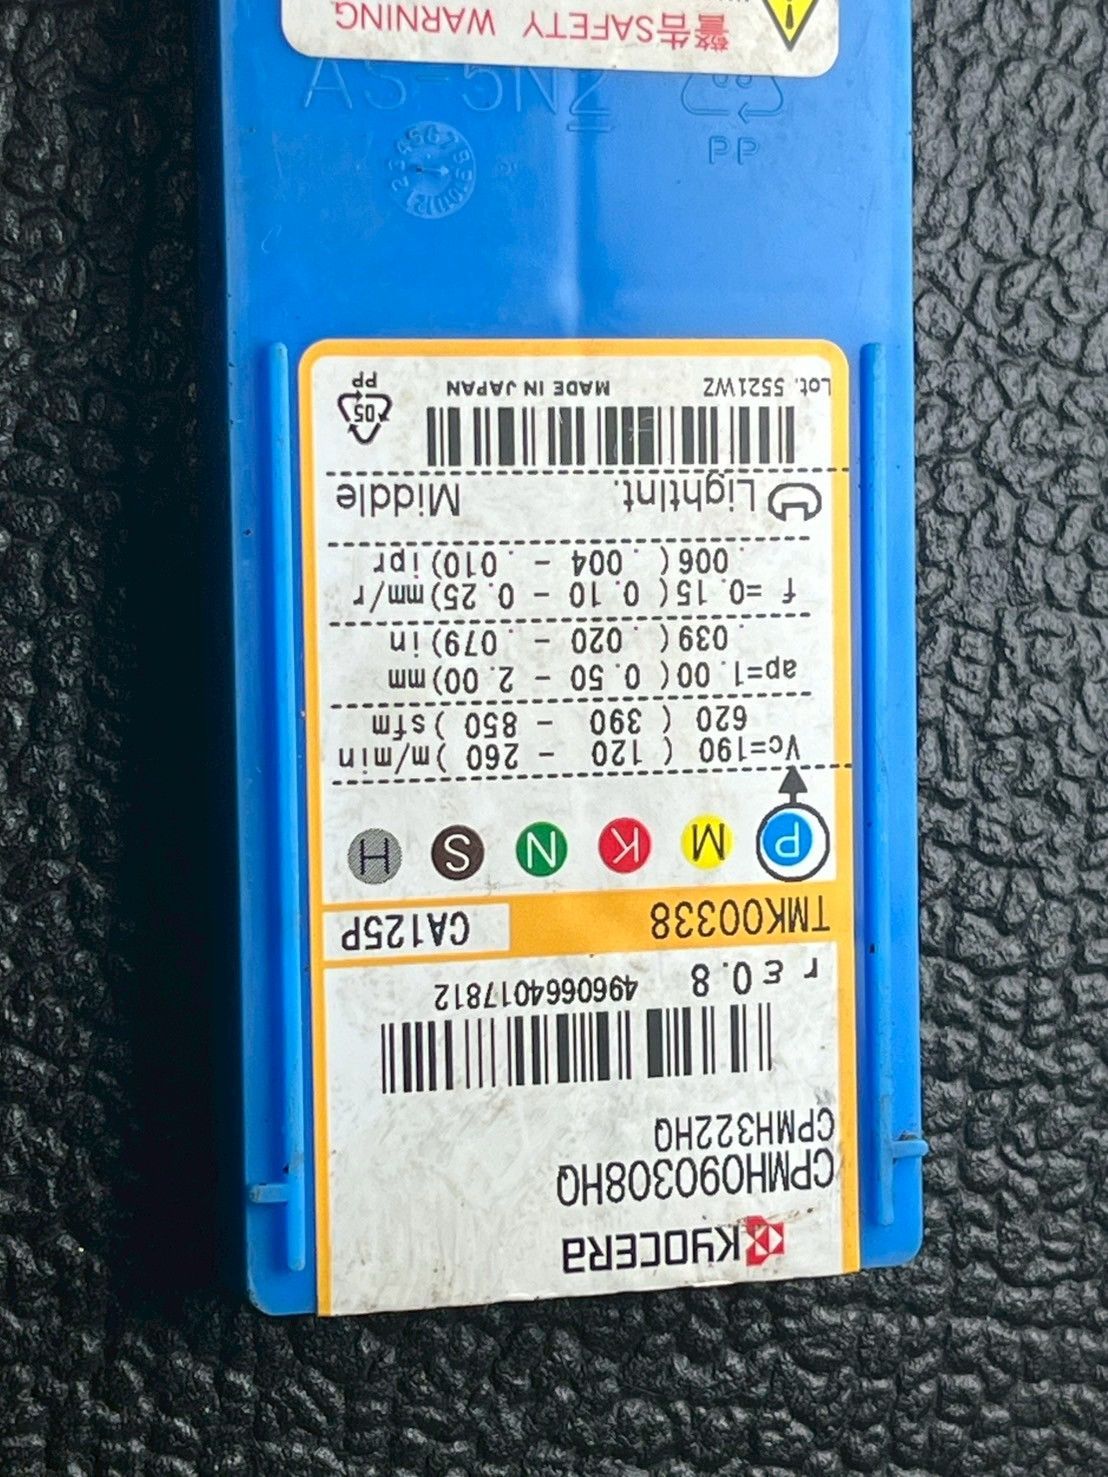 KYOCERA
CPMH090308HQ
CPMH322HQ
4960664017812
rε0.8
TMK00338
CA125P
P M K N S H
Vc=190 ( 120 - 260 )m/min
620 ( 390 - 850 )sfm
ap=1.00( 0.50 - 2.00)mm
.039( .020 - .079)in
f =0.15( 0.10 - 0.25)mm/r
.006( .004 - .010)ipr
LightInt. Middle
05
PP
Lot. 5521WZ MADE IN JAPAN
PP
AS-5N2
警告SAFETY WARNING